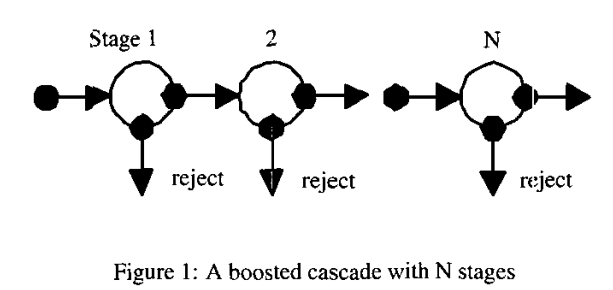 Stage 1 2 N
reject reject reject
Figure 1: A boosted cascade with N stages